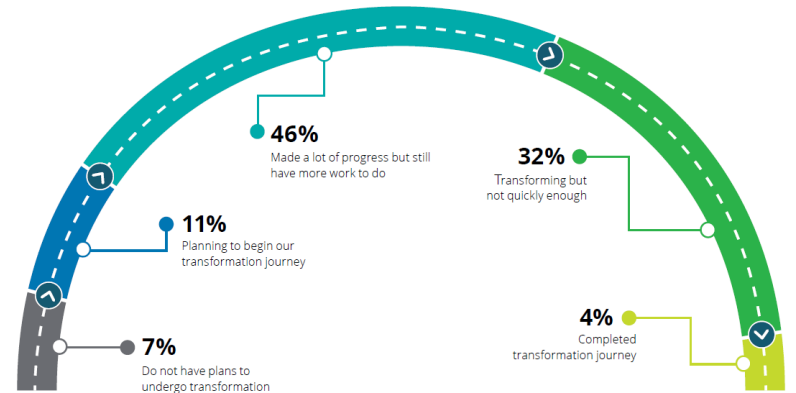 46%
Made a lot of progress but still
have more work to do
32%
Transforming but
not quickly enough
11%
Planning to begin our
transformation journey
4%
Completed
transformation journey
7%
Do not have plans to
undergo transformation